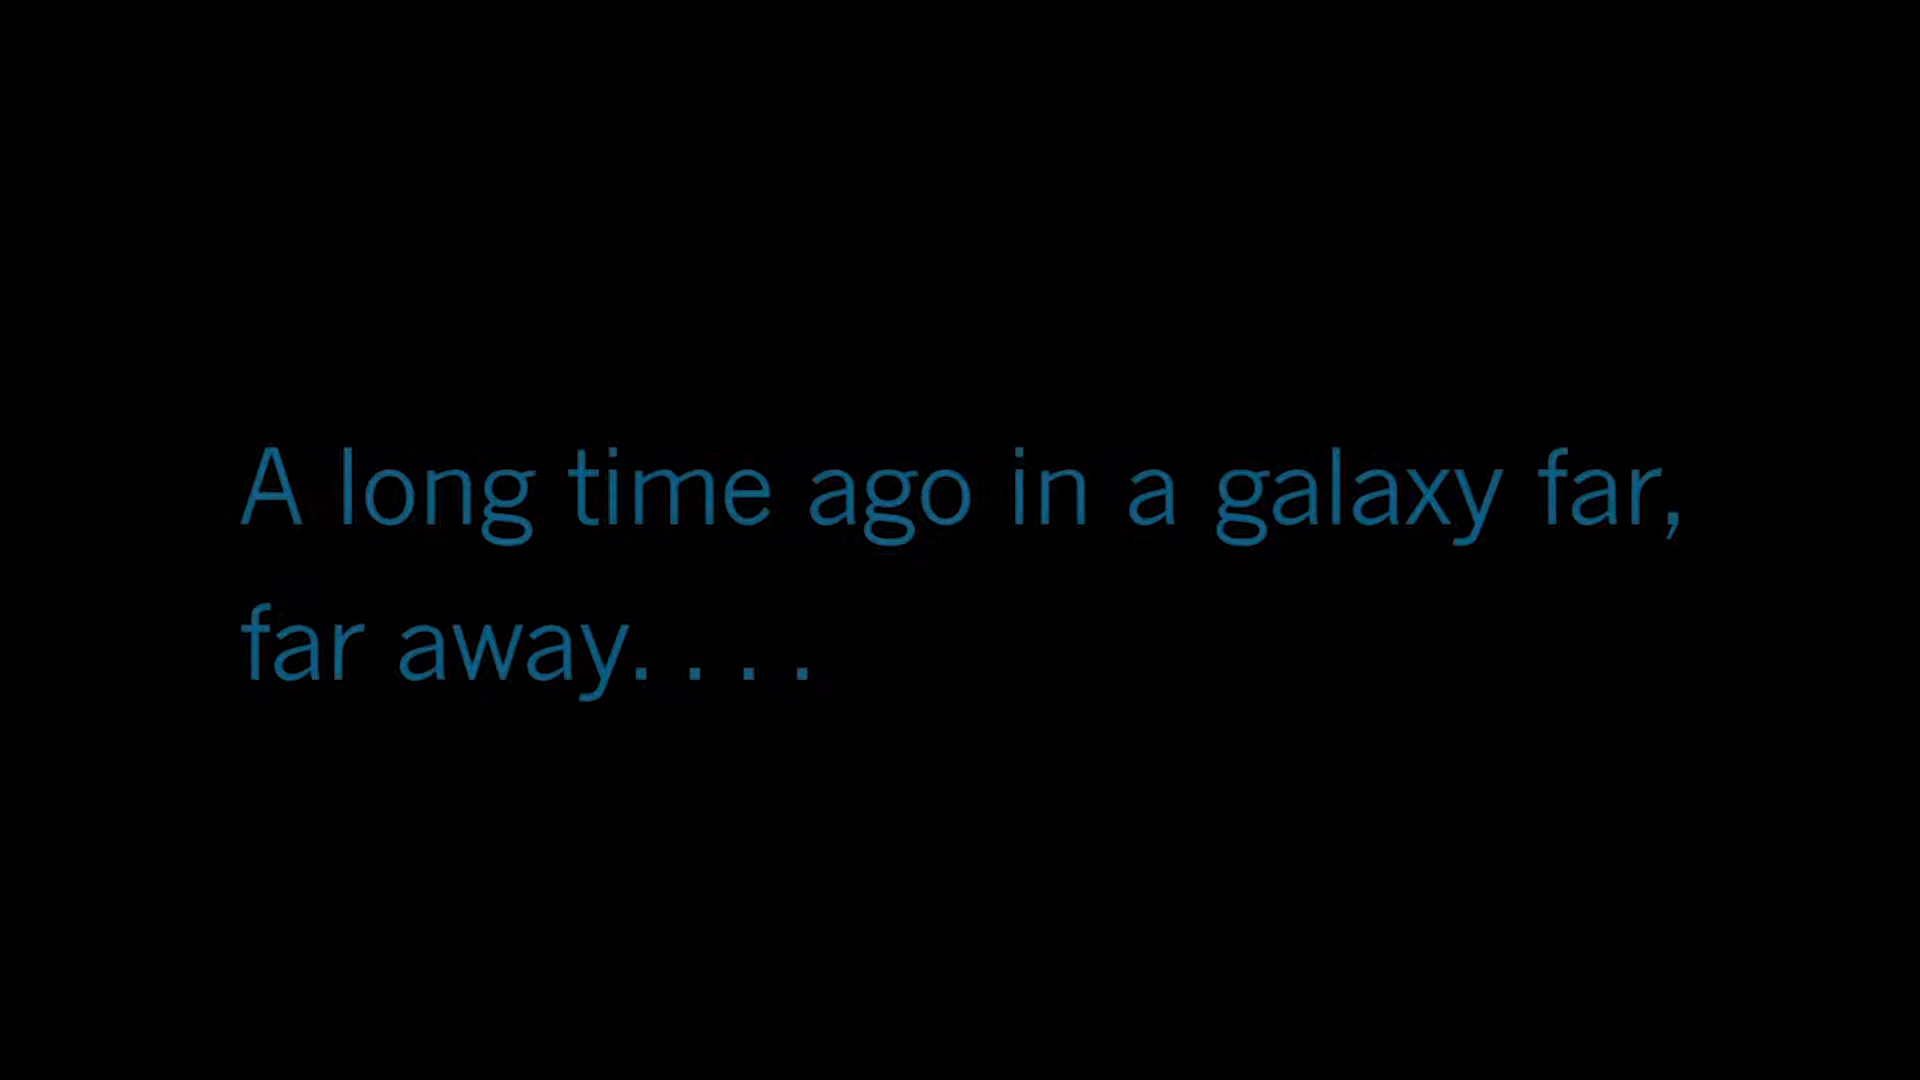 A long time ago in a galaxy far,
far away. . . .